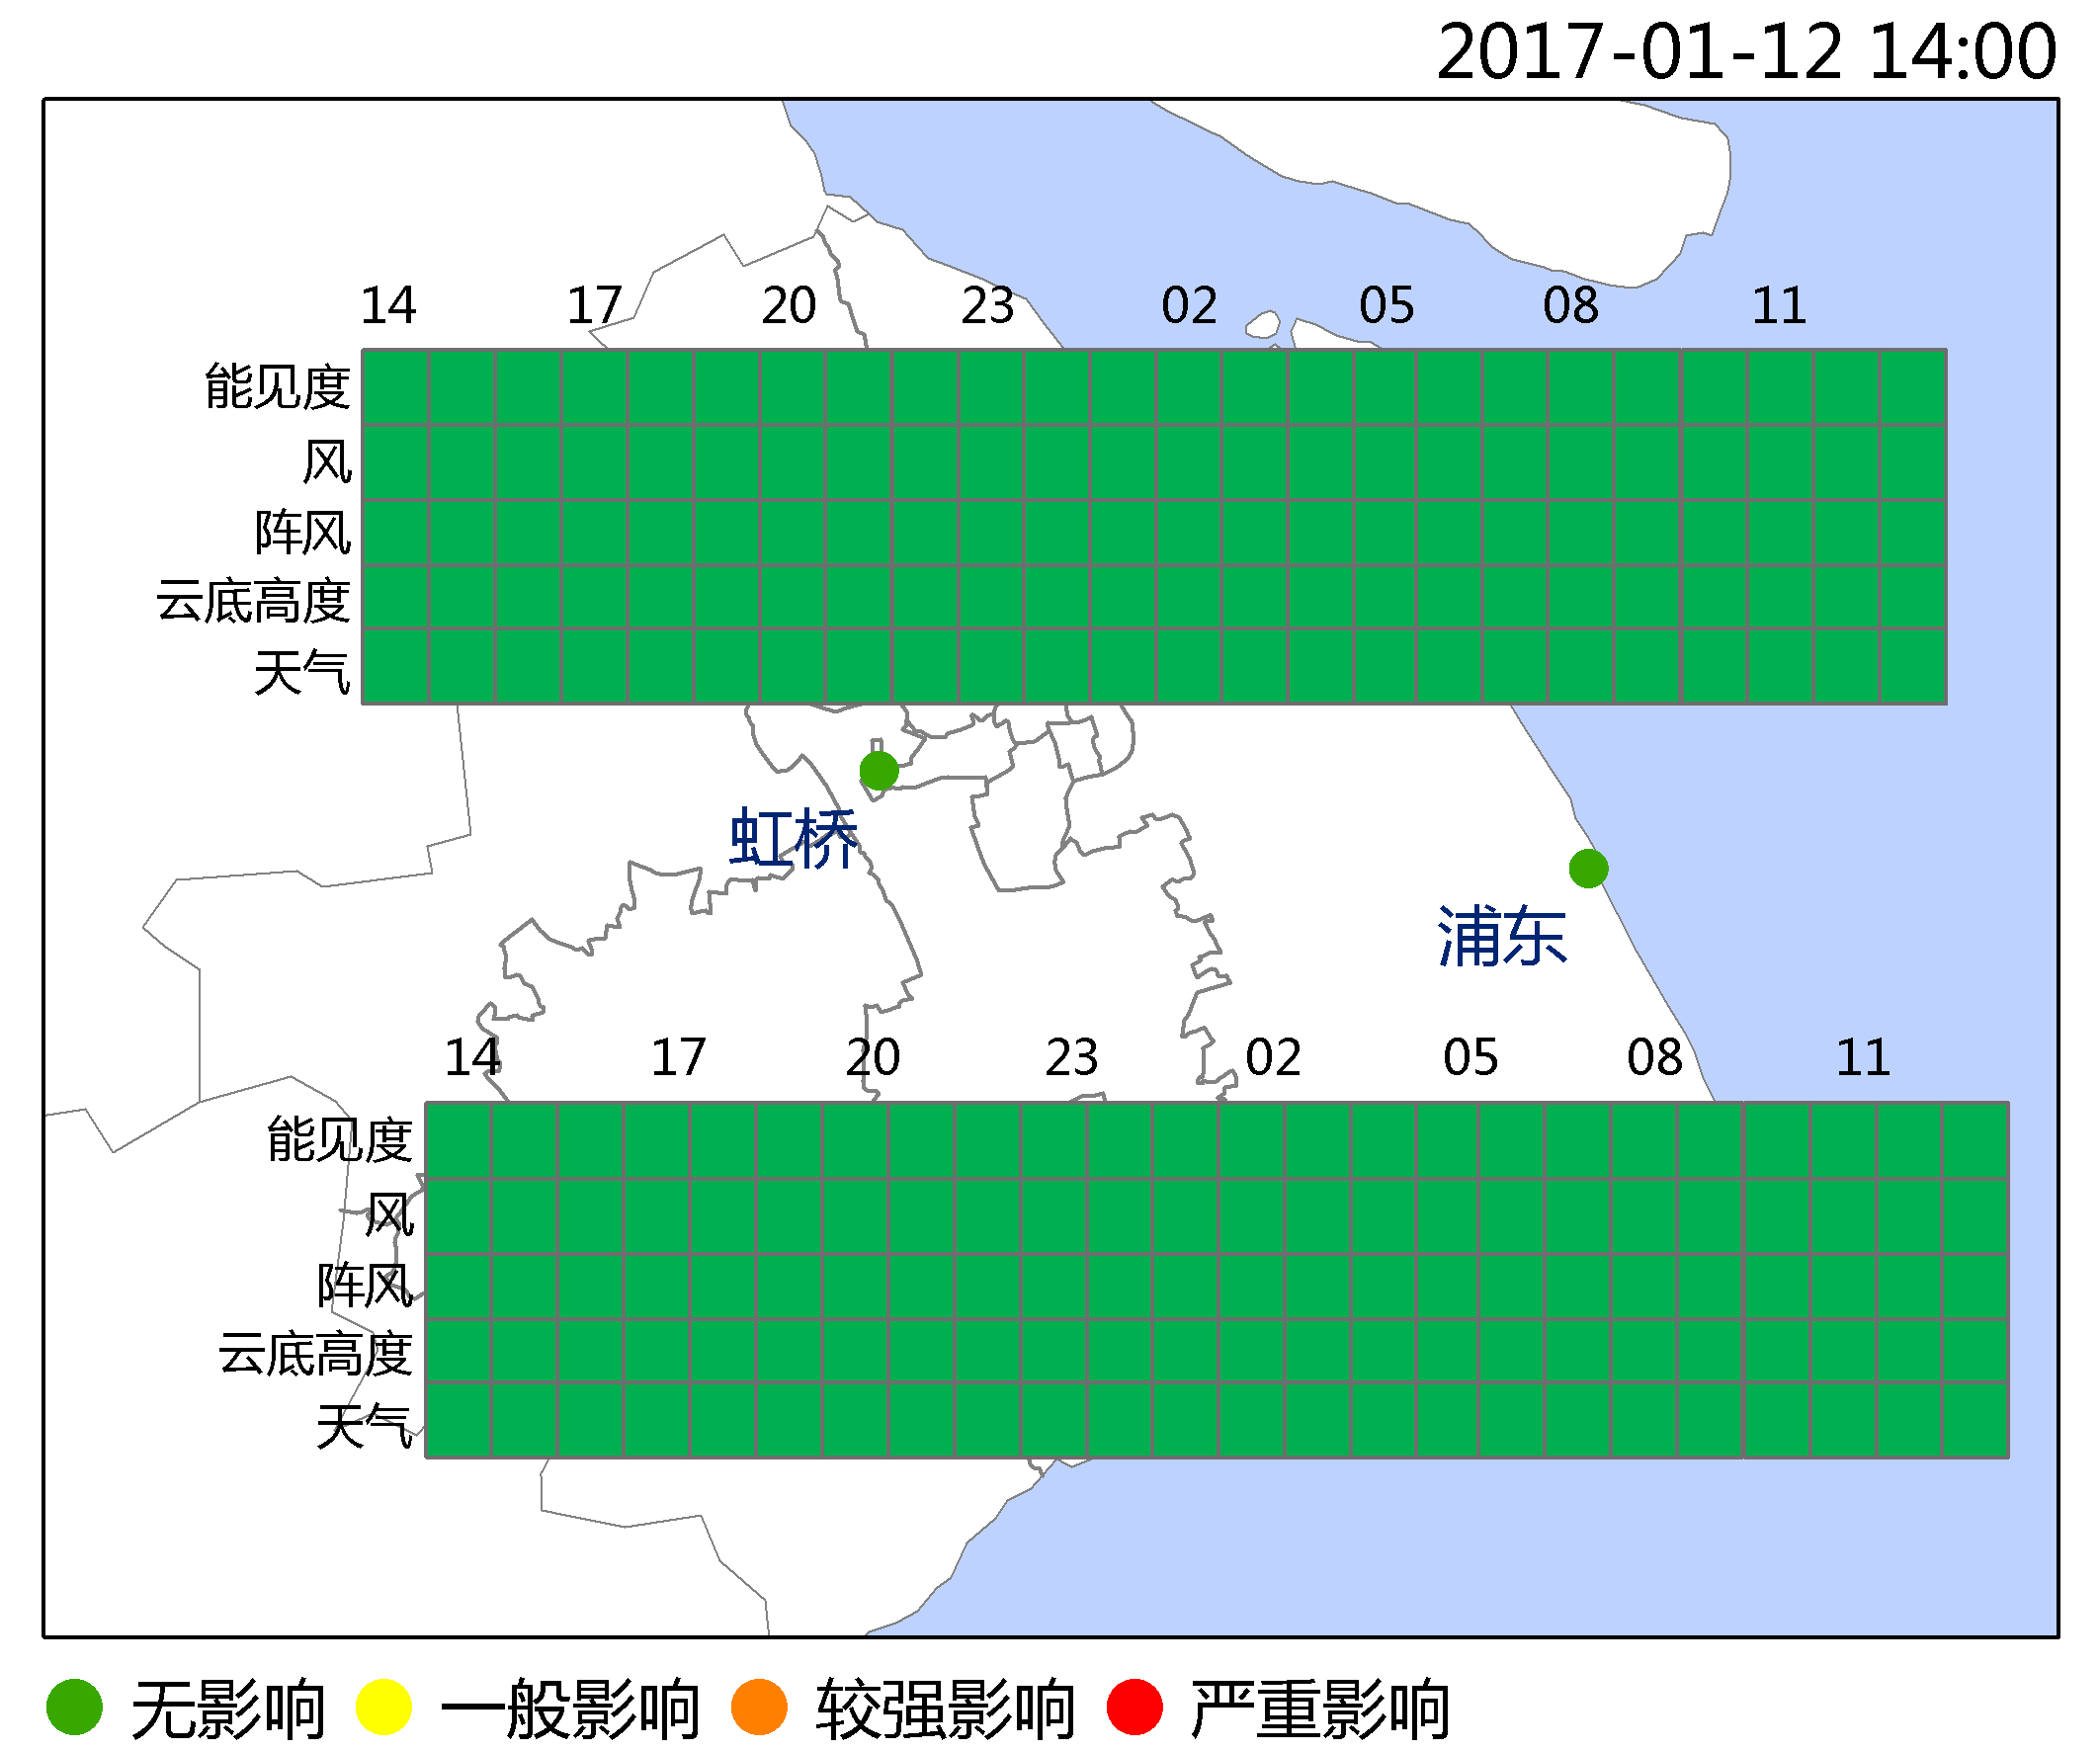 2017-01-12 14:00
14 17 20 23 02 05 08 11
能见度
风
阵风
云底高度
天气
虹桥
浦东
14 17 20 23 02 05 08 11
能见度
风
阵风
云底高度
天气
无影响 一般影响 较强影响 严重影响